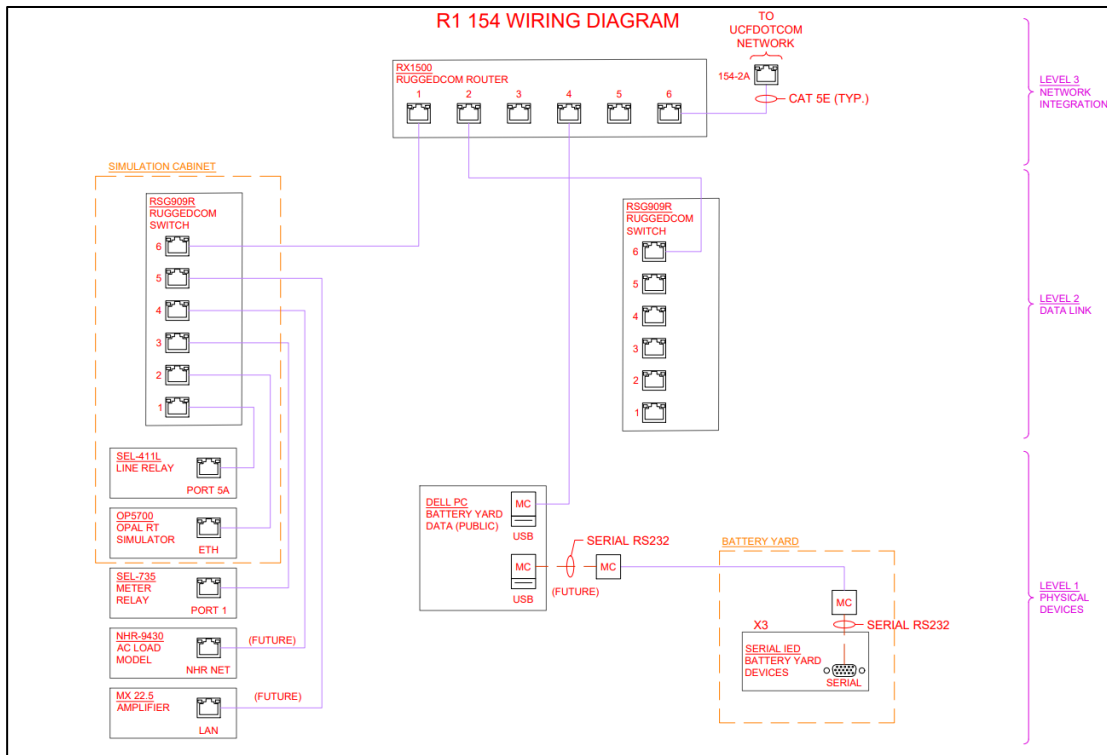 R1 154 WIRING DIAGRAM
TO
UCFDOTCOM
NETWORK
154-2A
CAT 5E (TYP.)
RX1500
RUGGEDCOM ROUTER
1 2 3 4 5 6
LEVEL 3
NETWORK
INTEGRATION
SIMULATION CABINET
RSG909R
RUGGEDCOM
SWITCH
6
5
4
3
2
1
RSG909R
RUGGEDCOM
SWITCH
6
5
4
3
2
1
LEVEL 2
DATA LINK
SEL-411L
LINE RELAY
PORT 5A
OP5700
OPAL RT
SIMULATOR
ETH
SEL-735
METER
RELAY
PORT 1
NHR-9430
AC LOAD
MODEL
NHR NET
(FUTURE)
MX 22.5
AMPLIFIER
LAN
(FUTURE)
DELL PC
BATTERY YARD
DATA (PUBLIC)
MC
USB
MC
USB
SERIAL RS232
(FUTURE)
MC
BATTERY YARD
MC
SERIAL RS232
X3
SERIAL IED
BATTERY YARD
DEVICES
SERIAL
LEVEL 1
PHYSICAL
DEVICES